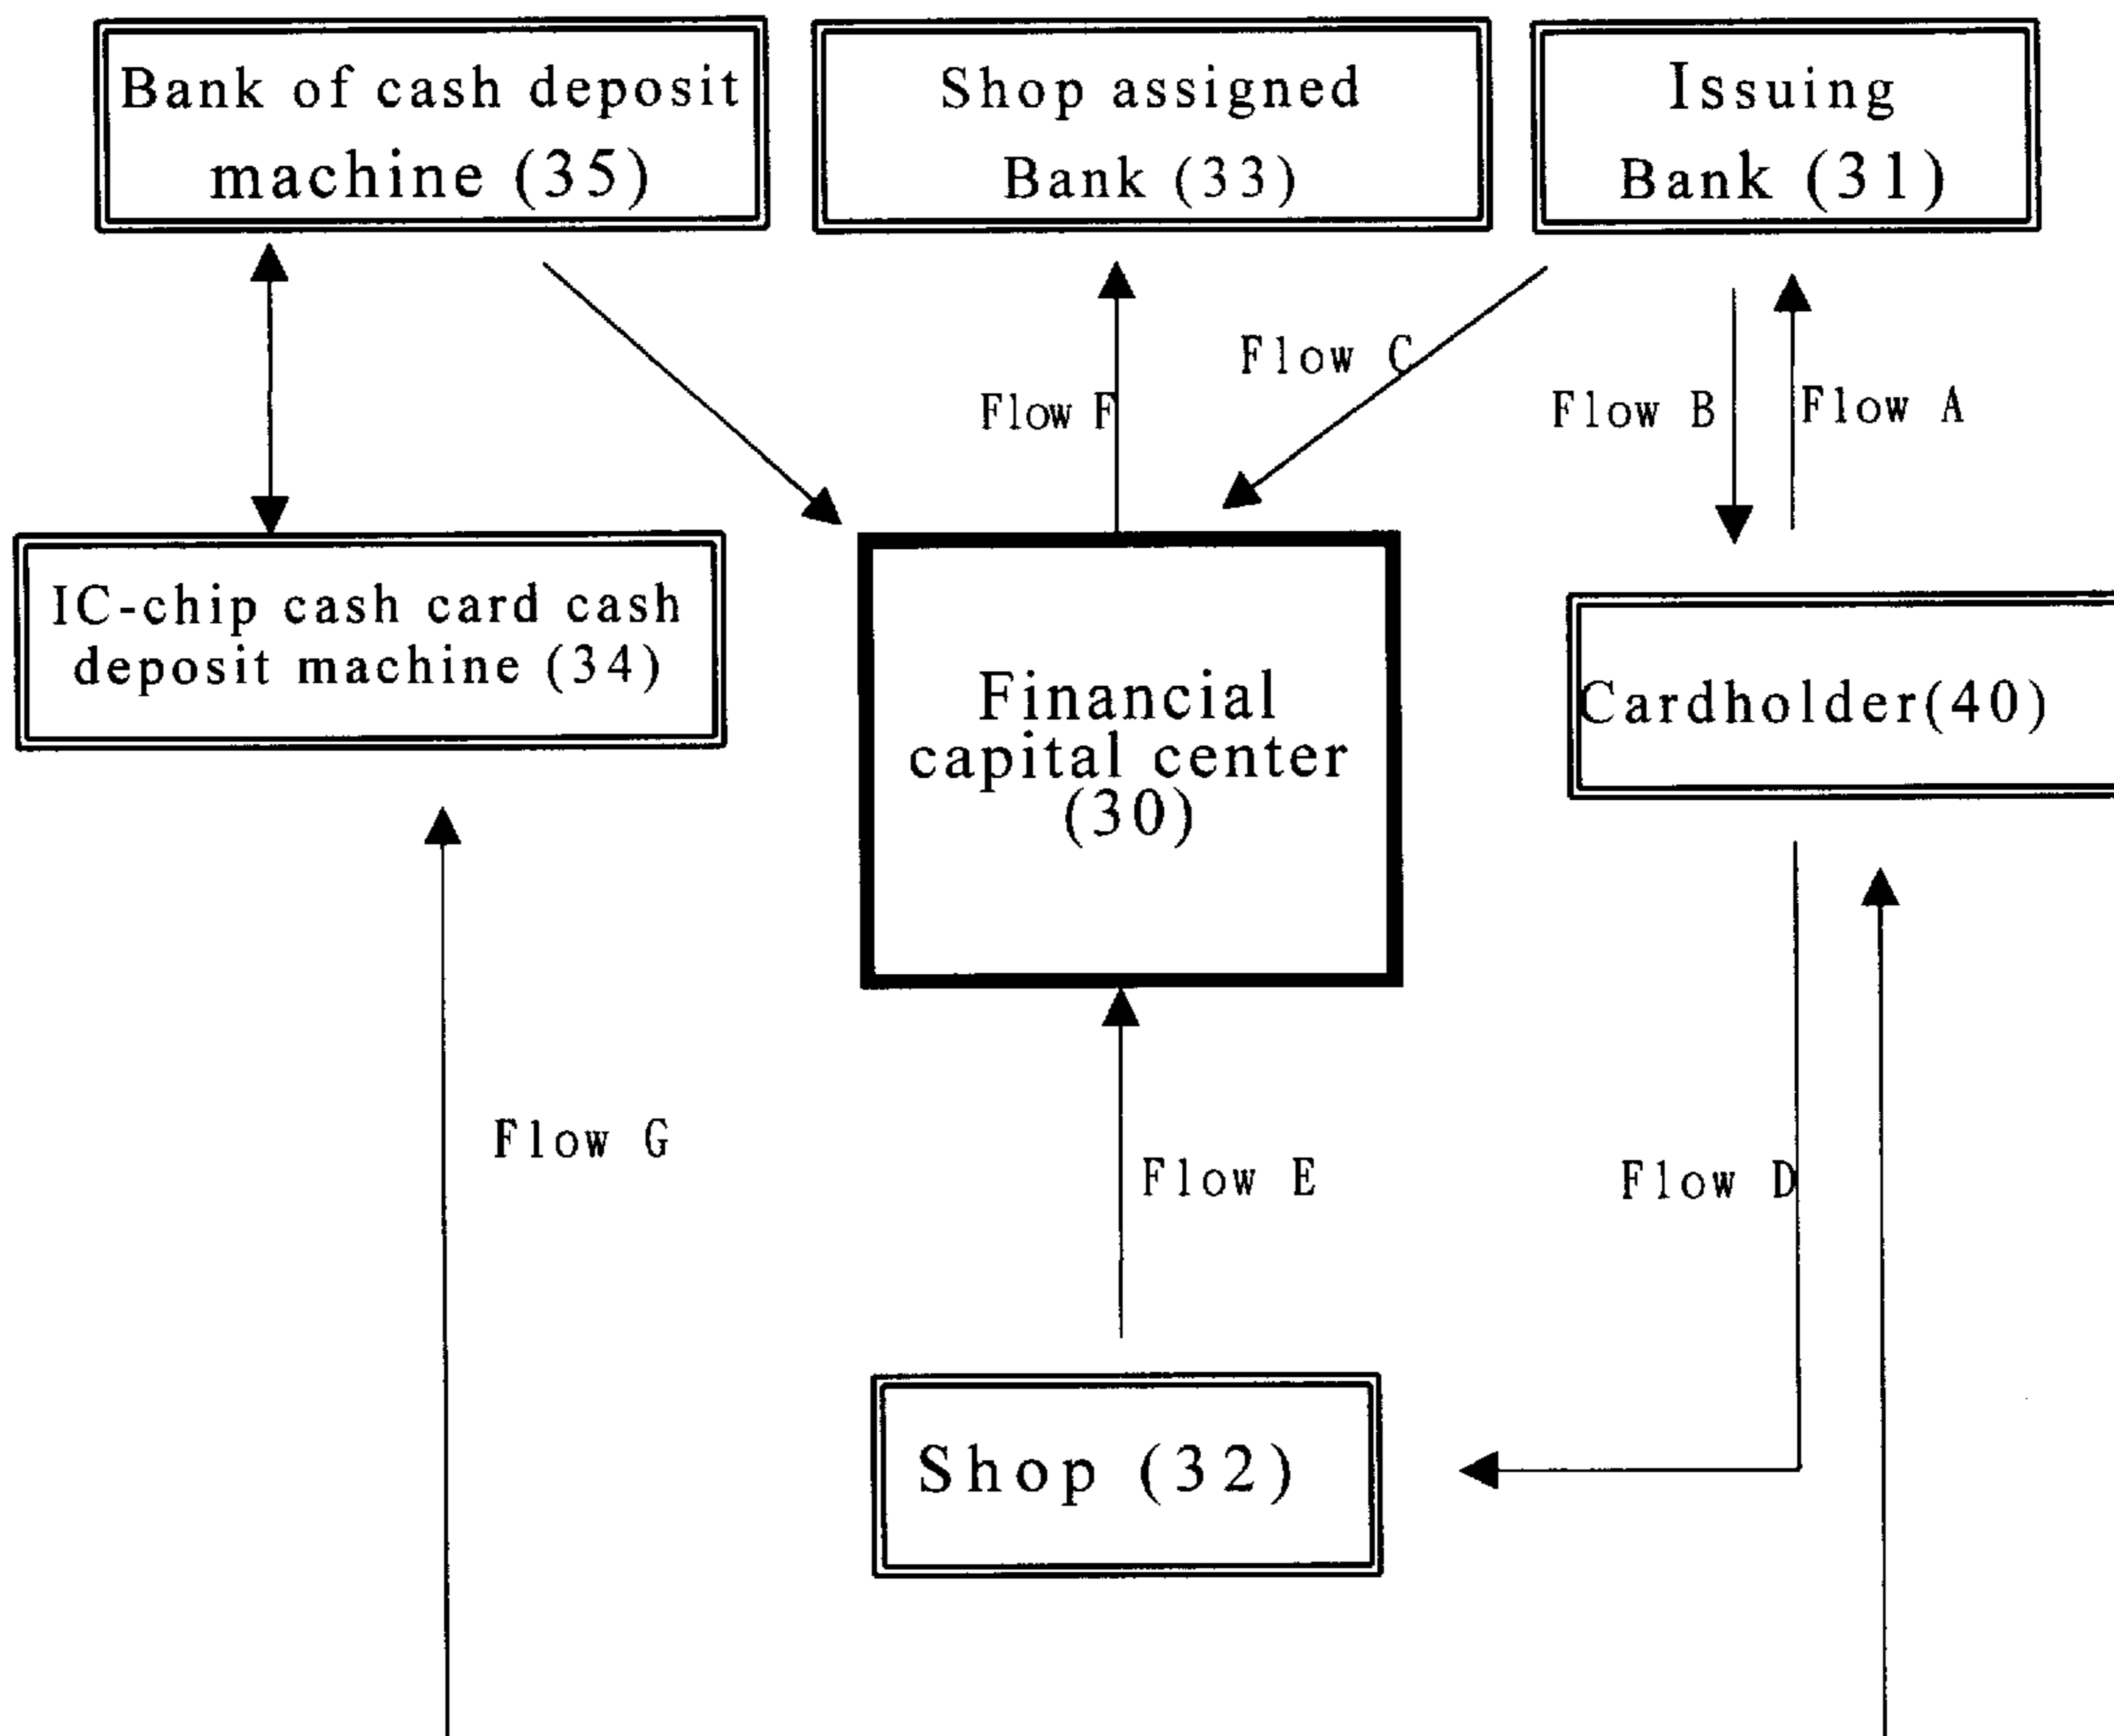 Bank of cash deposit
machine (35)
Shop assigned
Bank (33)
Issuing
Bank (31)
Flow C
Flow F
Flow B
Flow A
IC-chip cash card cash
deposit machine (34)
Financial
capital center
(30)
Cardholder(40)
Flow G
Flow E
Flow D
Shop (32)